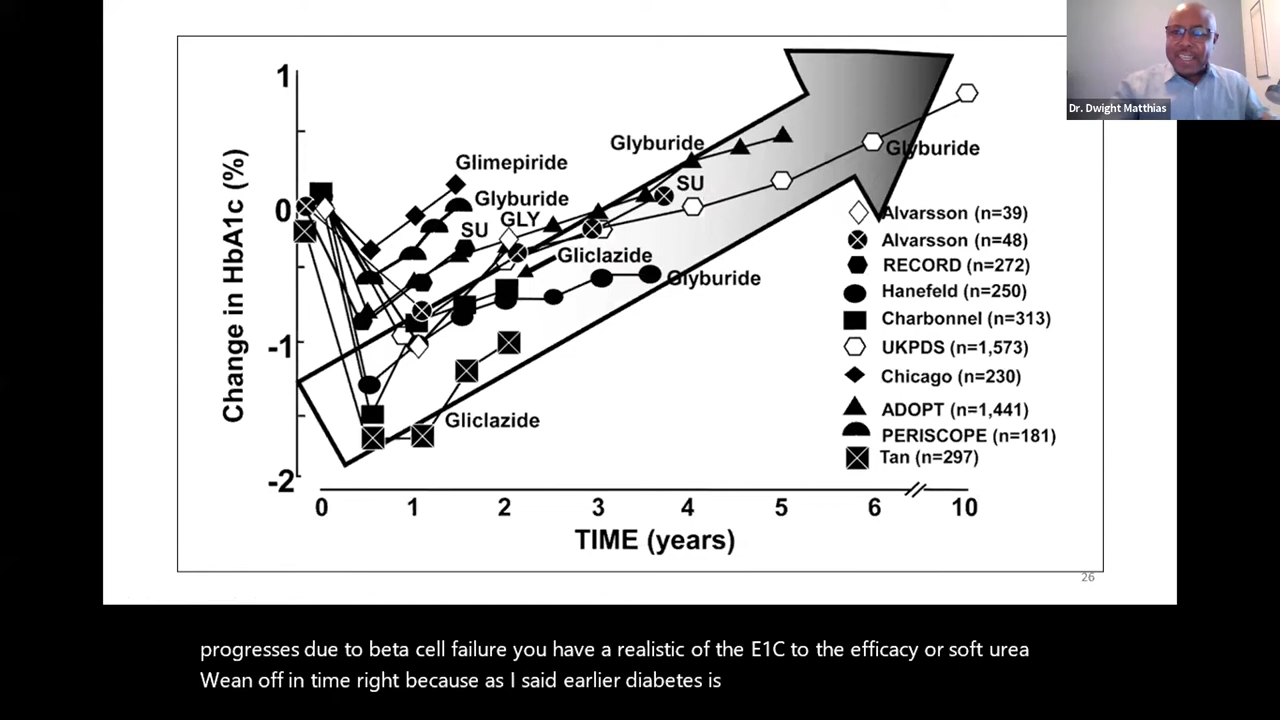 Dr. Dwight Matthias
Change in HbA1c (%)
1
0
-1
-2
Glimepiride
Glyburide
SU
GLY
Gliclazide
Glyburide
Gliclazide
Glyburide
SU
Glyburide
Alvarsson (n=39)
Alvarsson (n=48)
RECORD (n=272)
Hanefeld (n=250)
Charbonnel (n=313)
UKPDS (n=1,573)
Chicago (n=230)
ADOPT (n=1,441)
PERISCOPE (n=181)
Tan (n=297)
0 1 2 3 4 5 6 10
TIME (years)
26
progresses due to beta cell failure you have a realistic of the E1C to the efficacy or soft urea
Wean off in time right because as I said earlier diabetes is